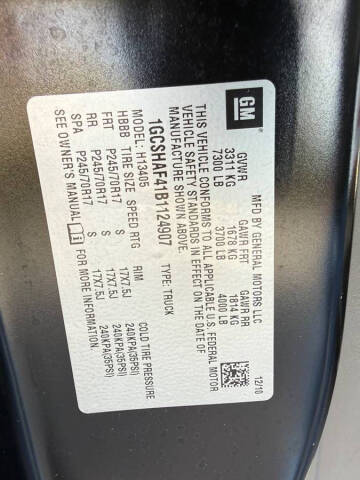 GM
MFD BY GENERAL MOTORS LLC
12/10
GVWR GAWR FRT GAWR RR
3311 KG 1678 KG 1814 KG
7300 LB 3700 LB 4000 LB
THIS VEHICLE CONFORMS TO ALL APPLICABLE U.S. FEDERAL MOTOR
VEHICLE SAFETY STANDARDS IN EFFECT ON THE DATE OF
MANUFACTURE SHOWN ABOVE.
1GCSHAF41B1124907 TYPE: TRUCK
MODEL: H13405
HBBB TIRE SIZE SPEED RTG RIM COLD TIRE PRESSURE
FRT P245/70R17 S 17X7.5J 240KPA(35PSI)
RR P245/70R17 S 17X7.5J 240KPA(35PSI)
SPA P245/70R17 S 17X7.5J 240KPA(35PSI)
SEE OWNER'S MANUAL FOR MORE INFORMATION.